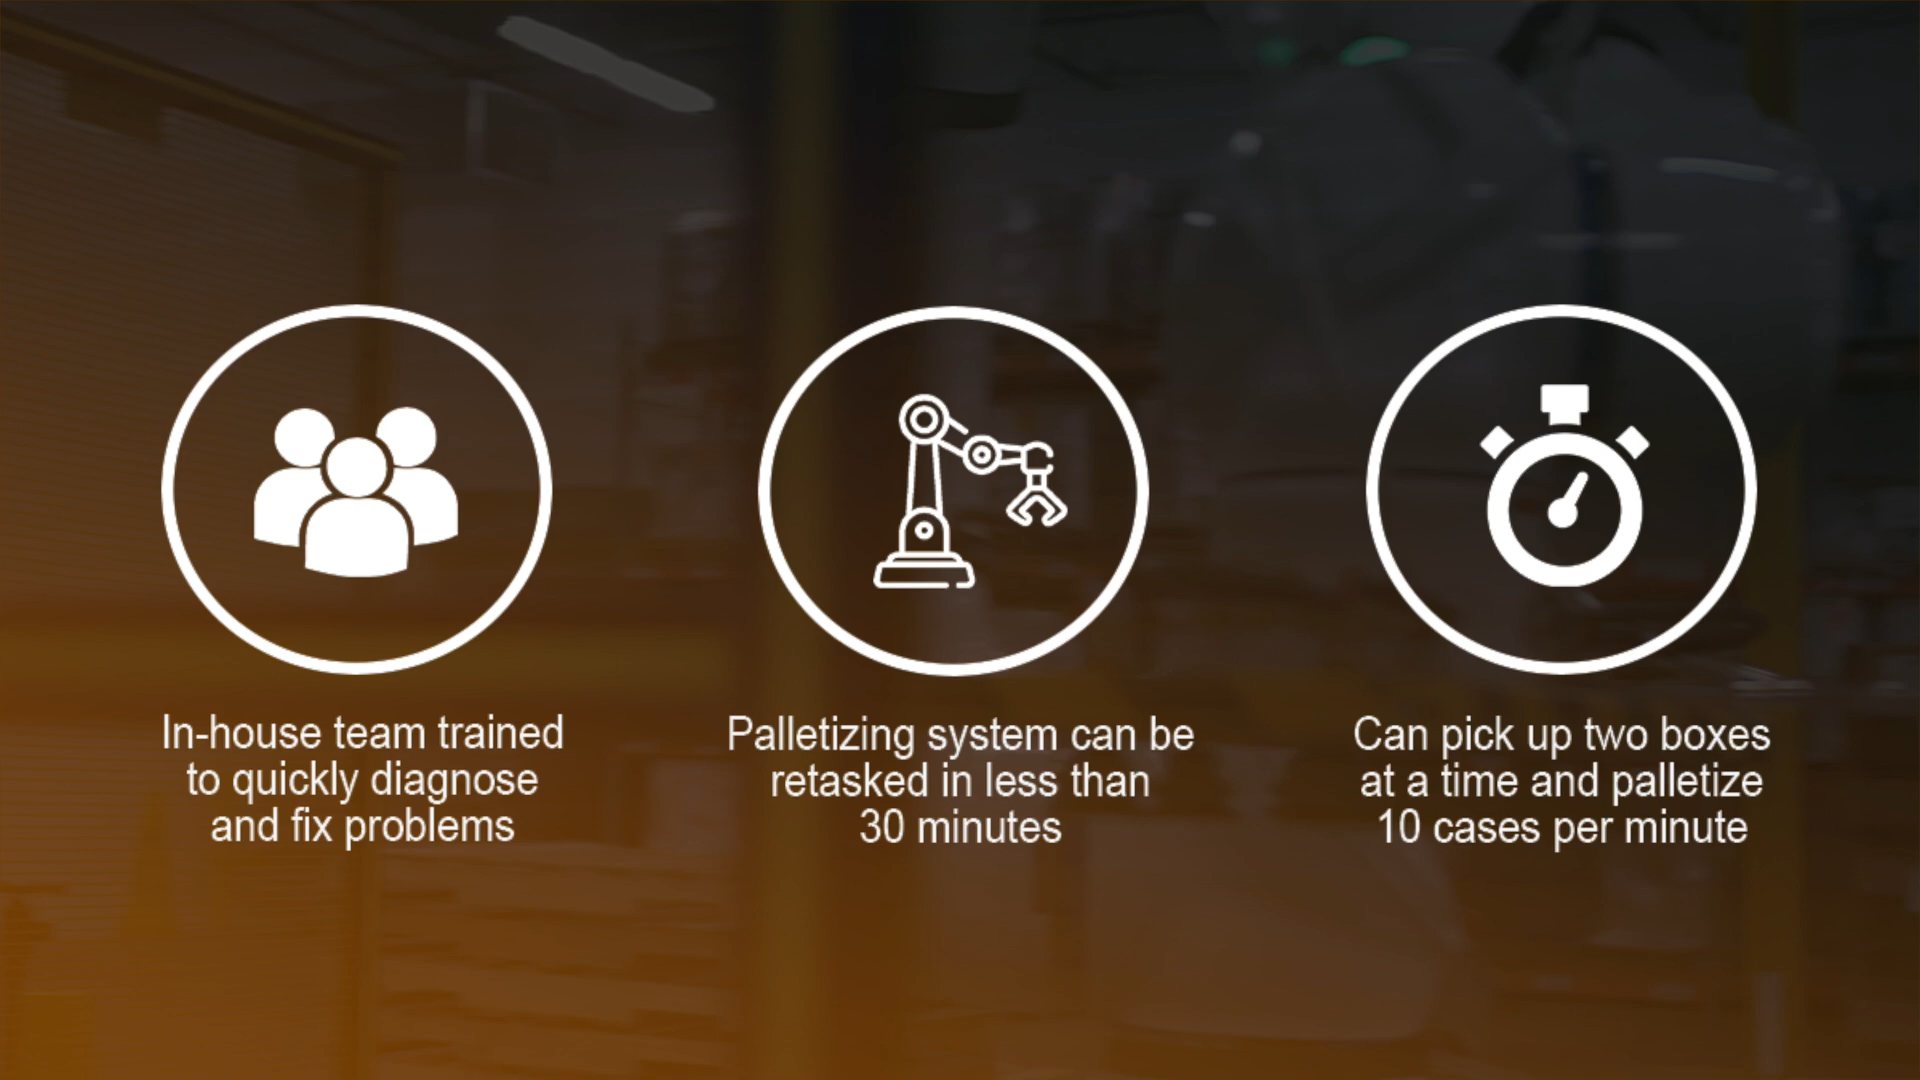 In-house team trained
to quickly diagnose
and fix problems
Palletizing system can be
retasked in less than
30 minutes
Can pick up two boxes
at a time and palletize
10 cases per minute